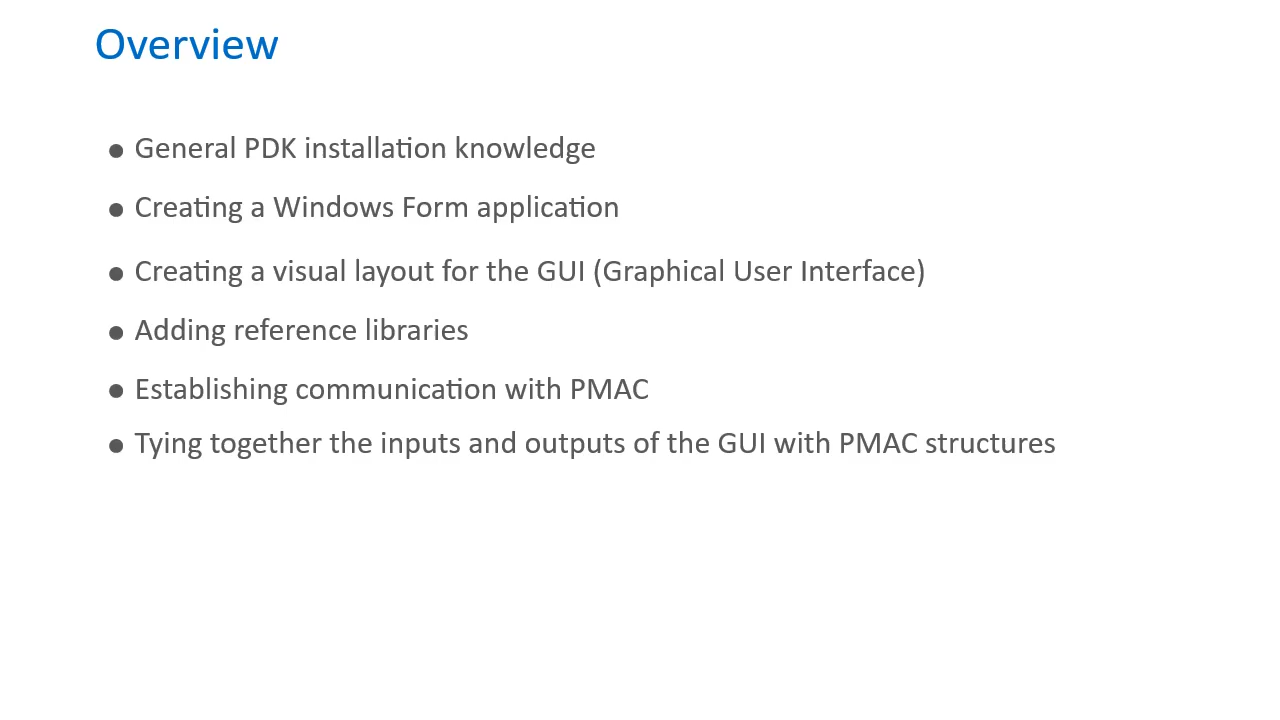 Overview
● General PDK installation knowledge
● Creating a Windows Form application
● Creating a visual layout for the GUI (Graphical User Interface)
● Adding reference libraries
● Establishing communication with PMAC
● Tying together the inputs and outputs of the GUI with PMAC structures